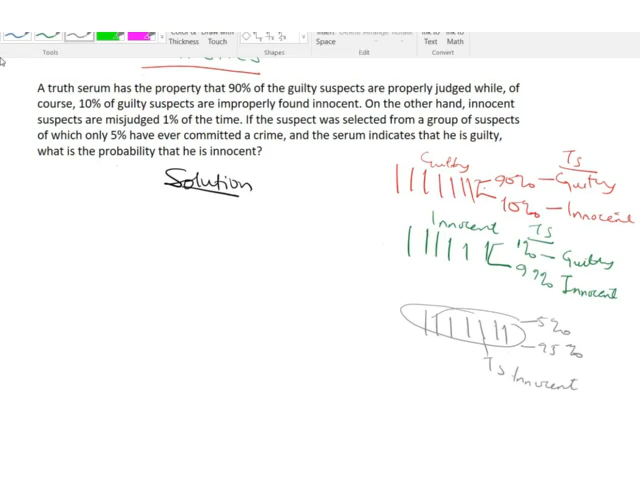 Thickness
Touch
Space
Text
Math
Tools
Shapes
Edit
Convert
A truth serum has the property that 90% of the guilty suspects are properly judged while, of
course, 10% of guilty suspects are improperly found innocent. On the other hand, innocent
suspects are misjudged 1% of the time. If the suspect was selected from a group of suspects
of which only 5% have ever committed a crime, and the serum indicates that he is guilty,
what is the probability that he is innocent?
Solution
Guilty TS
90% – Guilty
10% – Innocent
Innocent TS
1% – Guilty
99% Innocent
5%
95%
TS Innocent